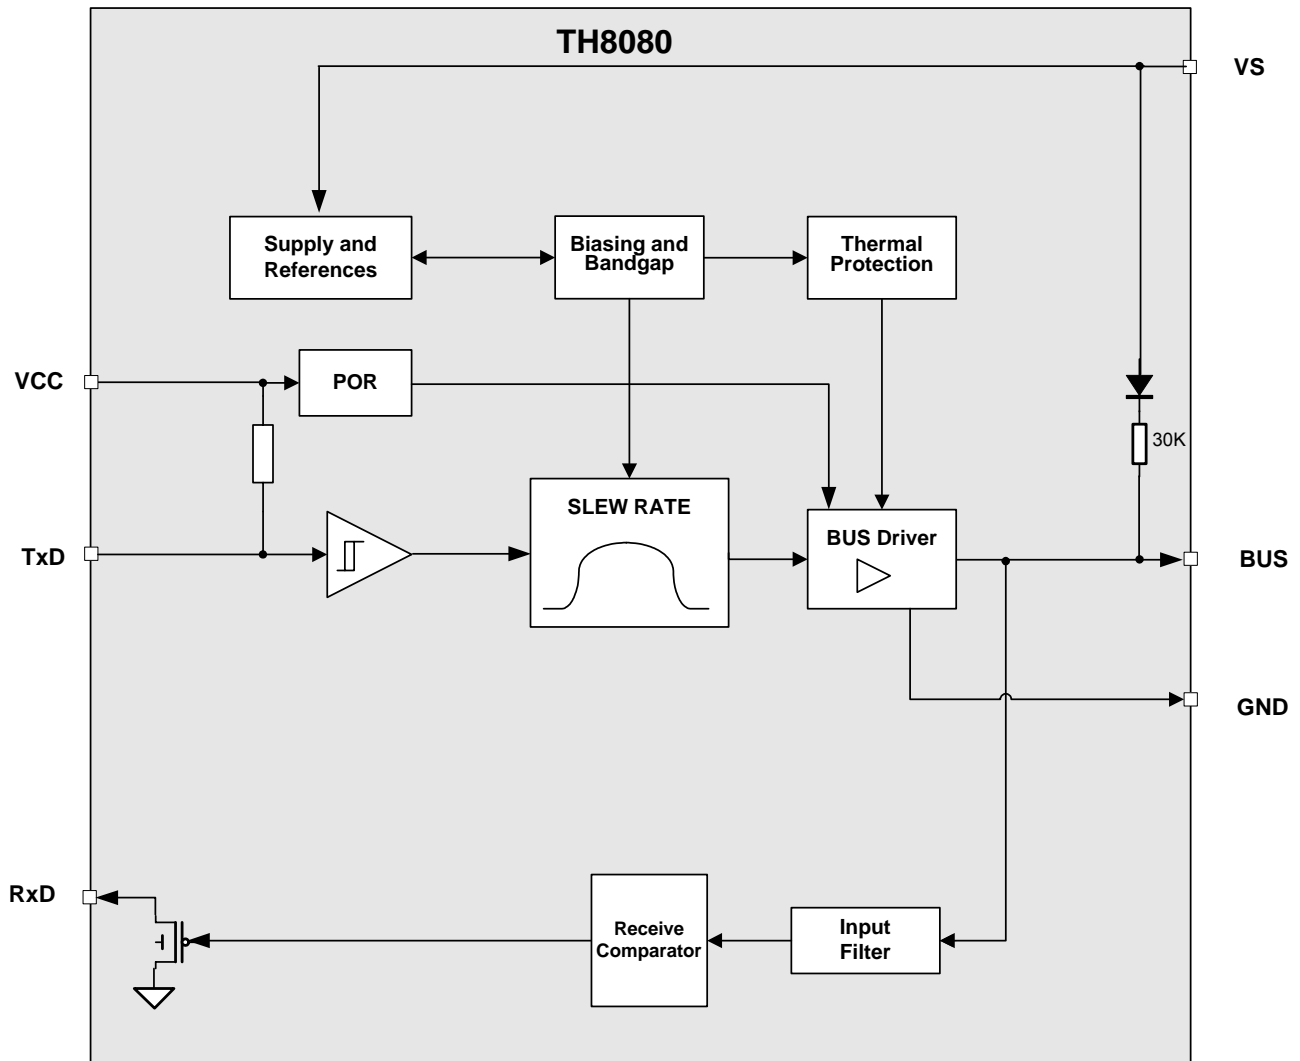 TH8080
VS
Supply and
References
Biasing and
Bandgap
Thermal
Protection
VCC
POR
30K
SLEW RATE
BUS Driver
TxD
BUS
GND
RxD
Receive
Comparator
Input
Filter